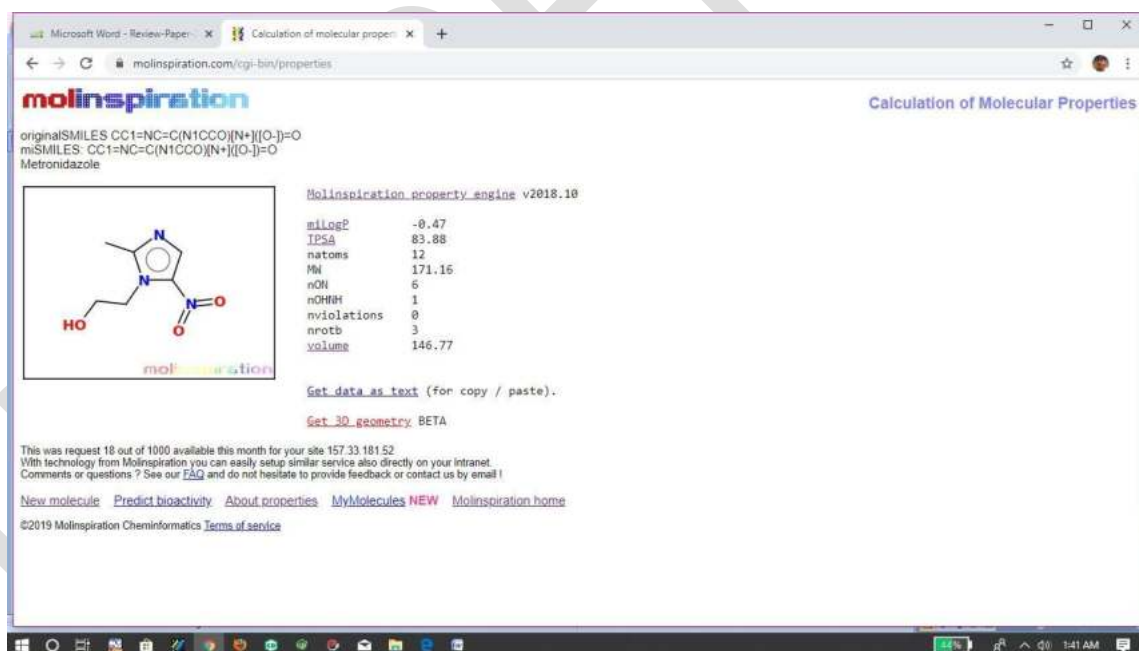 Microsoft Word - Review-Paper-
Calculation of molecular proper
molinspiration.com/cgi-bin/properties
molinspiration
Calculation of Molecular Properties
originalSMILES CC1=NC=C(N1CCO)[N+]([O-])=O
miSMILES: CC1=NC=C(N1CCO)[N+]([O-])=O
Metronidazole
N
N
N=O
HO
O
Molinspiration property engine v2018.10
miLogP -0.47
TPSA 83.88
natoms 12
MW 171.16
nON 6
nOHNH 1
nviolations 0
nrotb 3
volume 146.77
Get data as text (for copy / paste).
Get 3D geometry BETA
This was request 18 out of 1000 available this month for your site 157.33.181.52
With technology from Molinspiration you can easily setup similar service also directly on your intranet.
Comments or questions ? See our FAQ and do not hesitate to provide feedback or contact us by email !
New molecule Predict bioactivity About properties MyMolecules NEW Molinspiration home
©2019 Molinspiration Cheminformatics Terms of service
44% 1:41 AM